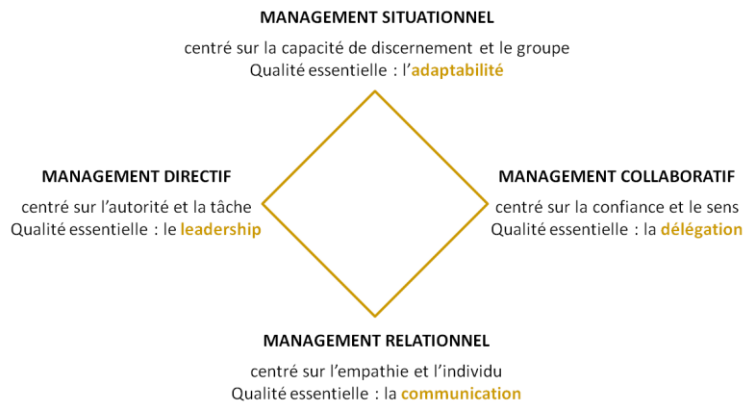 MANAGEMENT SITUATIONNEL
centré sur la capacité de discernement et le groupe
Qualité essentielle : l’adaptabilité
MANAGEMENT DIRECTIF
centré sur l’autorité et la tâche
Qualité essentielle : le leadership
MANAGEMENT COLLABORATIF
centré sur la confiance et le sens
Qualité essentielle : la délégation
MANAGEMENT RELATIONNEL
centré sur l’empathie et l’individu
Qualité essentielle : la communication